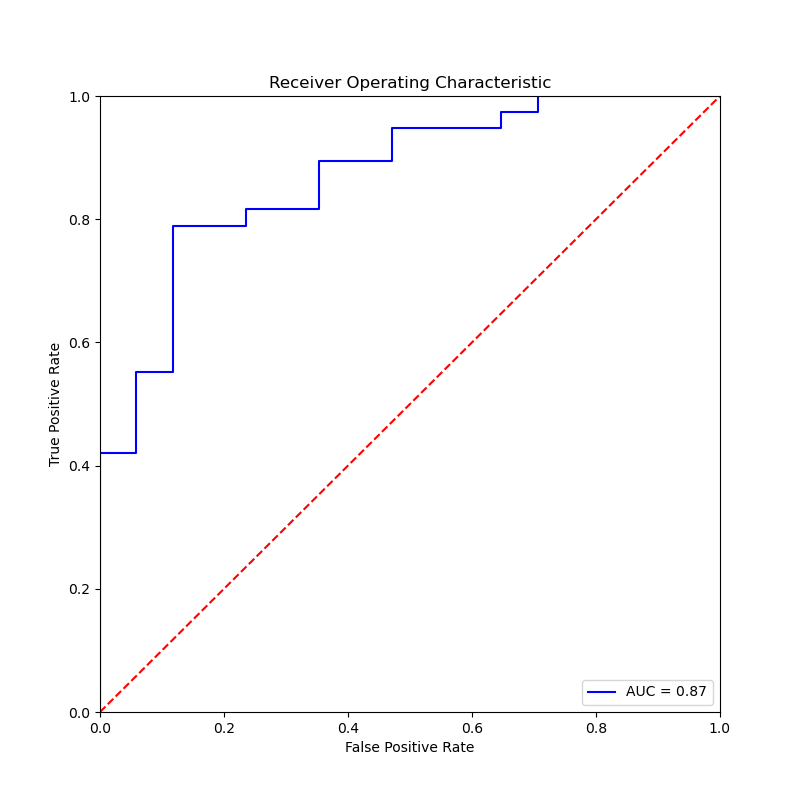 Receiver Operating Characteristic
1.0
0.8
0.6
0.4
0.2
0.0
True Positive Rate
AUC = 0.87
0.0 0.2 0.4 0.6 0.8 1.0
False Positive Rate